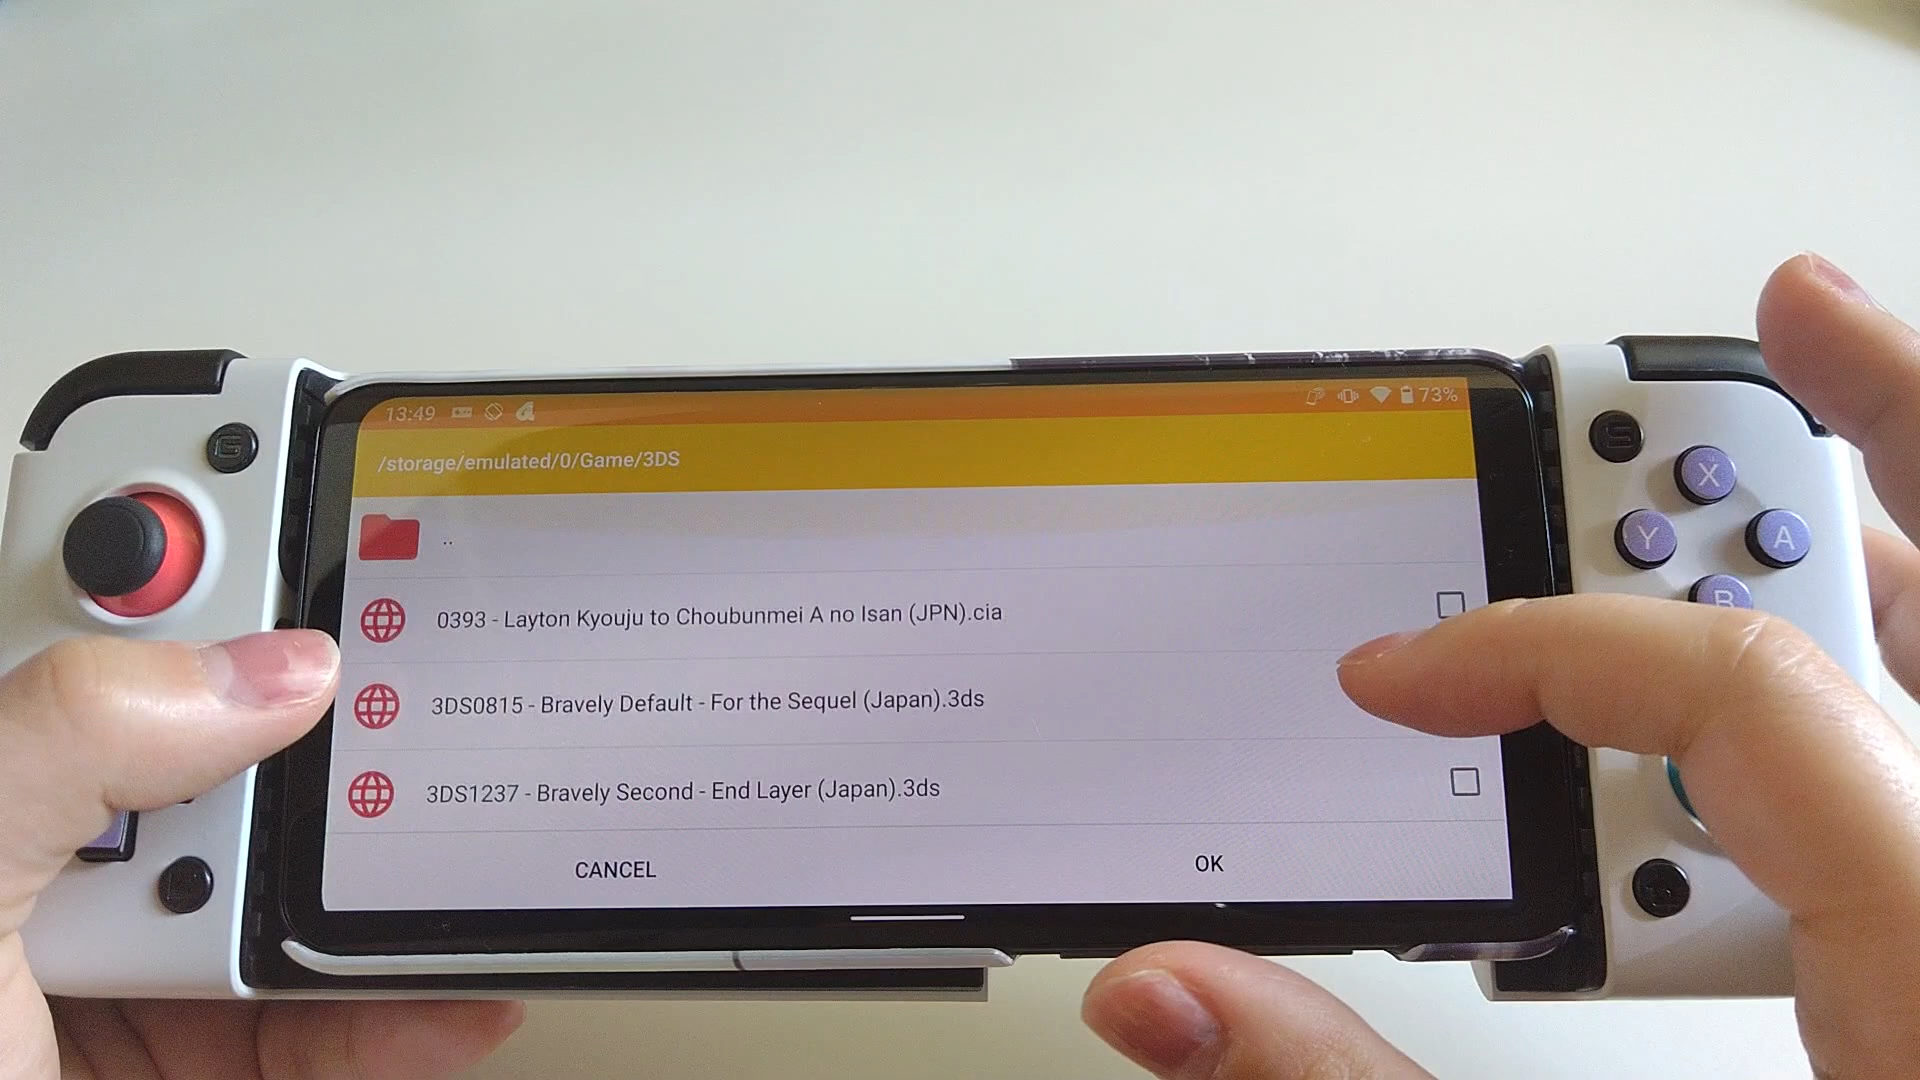 13:49
73%
/storage/emulated/0/Game/3DS
..
0393 - Layton Kyouju to Choubunmei A no Isan (JPN).cia
3DS0815 - Bravely Default - For the Sequel (Japan).3ds
3DS1237 - Bravely Second - End Layer (Japan).3ds
CANCEL
OK
G
S
X
Y
A
B